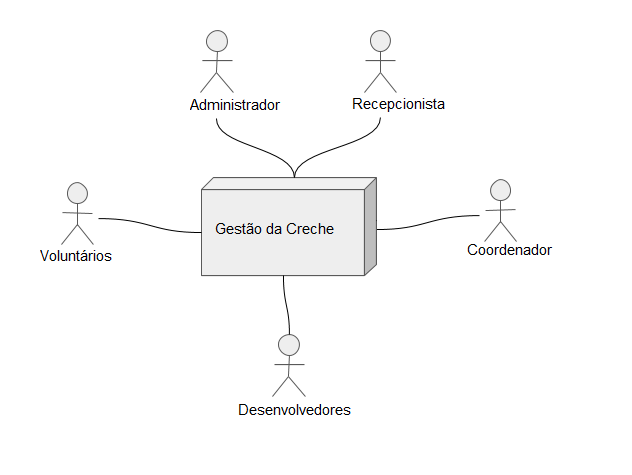 Administrador
Recepcionista
Gestão da Creche
Voluntários
Coordenador
Desenvolvedores